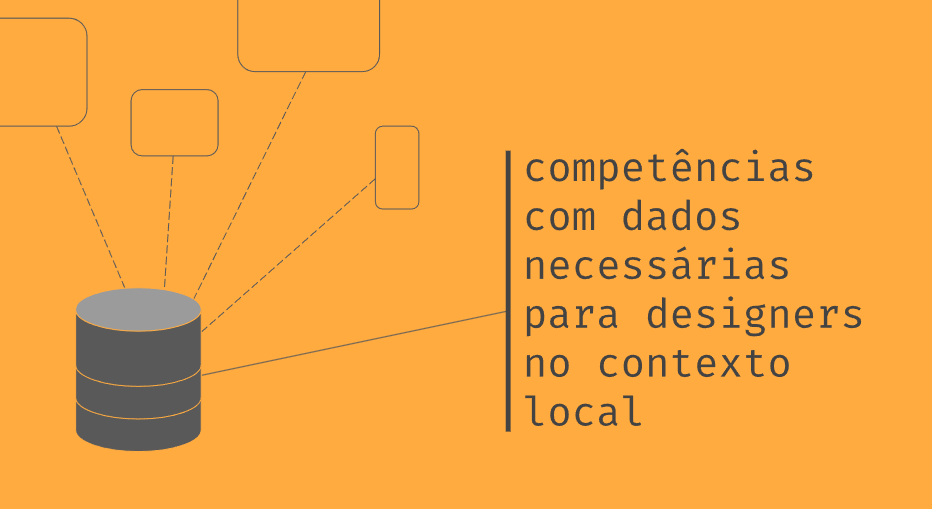 competências
com dados
necessárias
para designers
no contexto
local